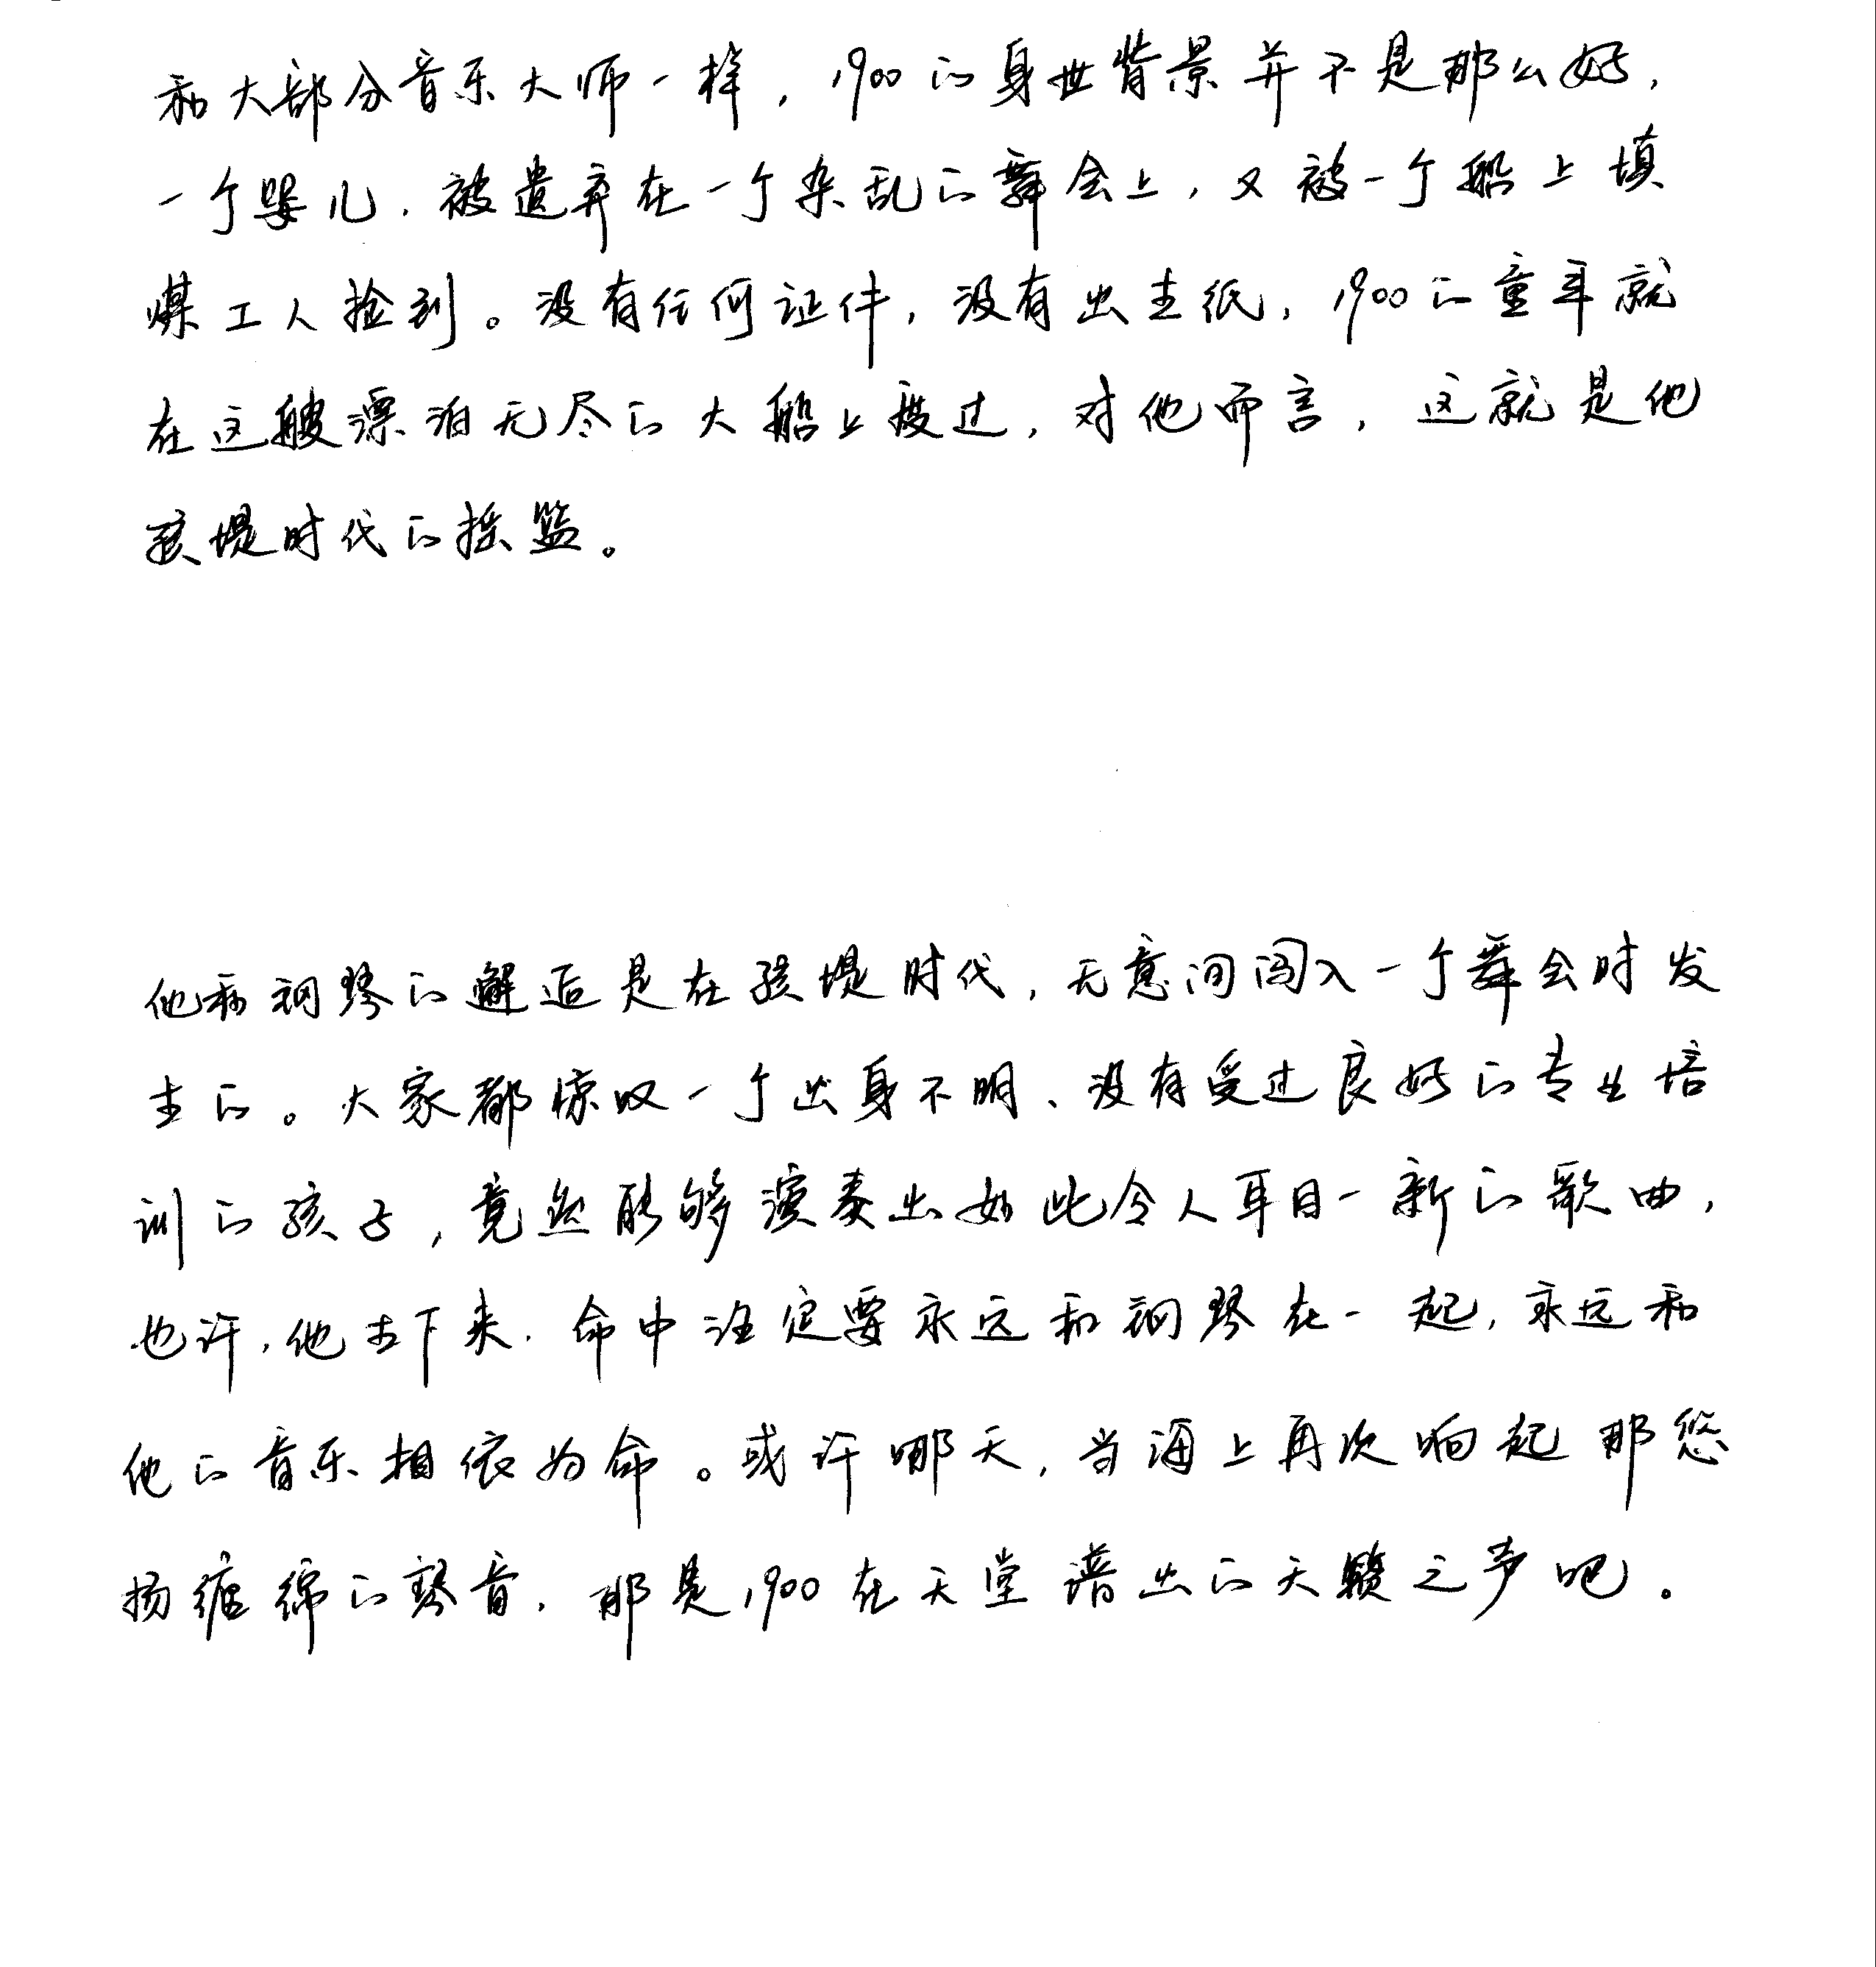 和大部分音乐大师一样，1900的身世背景并不是那么好，
一个婴儿，被遗弃在一个杂乱的舞会上，又被一个船上填
煤工人捡到。没有任何证件，没有出生纸，1900的童年就
在这艘漂泊无尽的大船上度过，对他而言，这就是他
孩堤时代的摇篮。
他和钢琴的邂逅是在孩堤时代，无意间闯入一个舞会时发
生的。大家都惊叹一个出身不明、没有受过良好的专业培
训的孩子，竟然能够演奏出如此令人耳目一新的歌曲，
也许，他生下来，命中注定要永远和钢琴在一起，永远和
他的音乐相依为命。或许哪天，当海上再次响起那悠
扬缠绵的琴音，那是1900在天堂谱出的天籁之声吧。